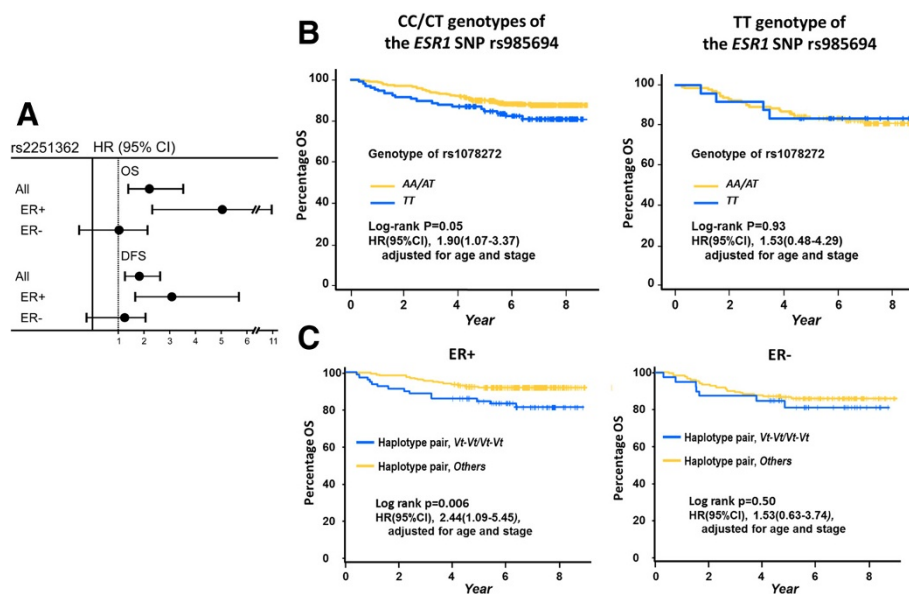 A
rs2251362 HR (95% CI)
OS
All
ER+
ER-
DFS
All
ER+
ER-
1 2 3 4 5 6 11
B
CC/CT genotypes of
the ESR1 SNP rs985694
Percentage OS
100
80
60
40
20
0
Genotype of rs1078272
AA/AT
TT
Log-rank P=0.05
HR(95%CI), 1.90(1.07-3.37)
adjusted for age and stage
0 2 4 6 8
Year
TT genotype of
the ESR1 SNP rs985694
Percentage OS
100
80
60
40
20
0
Genotype of rs1078272
AA/AT
TT
Log-rank P=0.93
HR(95%CI), 1.53(0.48-4.29)
adjusted for age and stage
0 2 4 6 8
Year
C
ER+
Percentage OS
100
80
60
40
20
0
Haplotype pair, Vt-Vt/Vt-Vt
Haplotype pair, Others
Log rank p=0.006
HR(95%CI), 2.44(1.09-5.45),
adjusted for age and stage
0 2 4 6 8
Year
ER-
Percentage OS
100
80
60
40
20
0
Haplotype pair, Vt-Vt/Vt-Vt
Haplotype pair, Others
Log rank p=0.50
HR(95%CI), 1.53(0.63-3.74),
adjusted for age and stage
0 2 4 6 8
Year